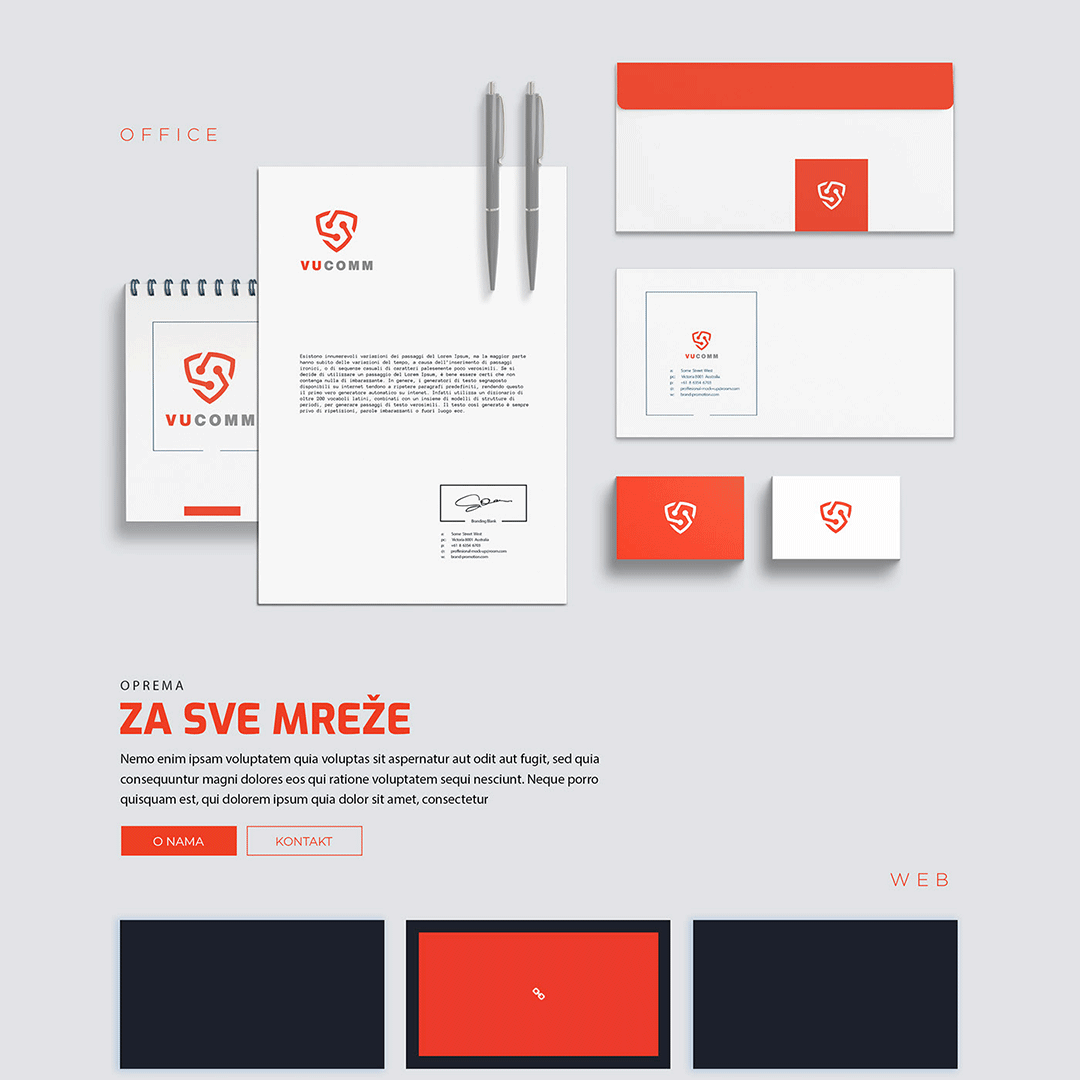 OFFICE
VUCOMM
Esistono innumerevoli variazioni dei passaggi del Lorem Ipsum, ma la maggior parte
hanno subito delle variazioni del tempo, a causa dell'inserimento di passaggi
ironici, o di sequenze casuali di caratteri palesemente poco verosimili. Se si
decide di utilizzare un passaggio del Lorem Ipsum, è bene essere certi che non
contenga nulla di imbarazzante. In genere, i generatori di testo segnaposto
disponibili su internet tendono a ripetere paragrafi predefiniti, rendendo questo
il primo vero generatore automatico su intenet. Infatti utilizza un dizionario di
oltre 200 vocaboli latini, combinati con un insieme di modelli di strutture di
periodi, per generare passaggi di testo verosimili. Il testo così generato è sempre
privo di ripetizioni, parole imbarazzanti o fuori luogo ecc.
Branding Blank
Some Street West
Victoria 8001 Australia
+61 8 6354 6703
professional-mock-up@room.com
brand-promotion.com
VUCOMM
VUCOMM
Some Street West
Victoria 8001 Australia
+61 8 6354 6703
professional-mock-up@room.com
brand-promotion.com
OPREMA
ZA SVE MREŽE
Nemo enim ipsam voluptatem quia voluptas sit aspernatur aut odit aut fugit, sed quia
consequuntur magni dolores eos qui ratione voluptatem sequi nesciunt. Neque porro
quisquam est, qui dolorem ipsum quia dolor sit amet, consectetur
O NAMA
KONTAKT
WEB